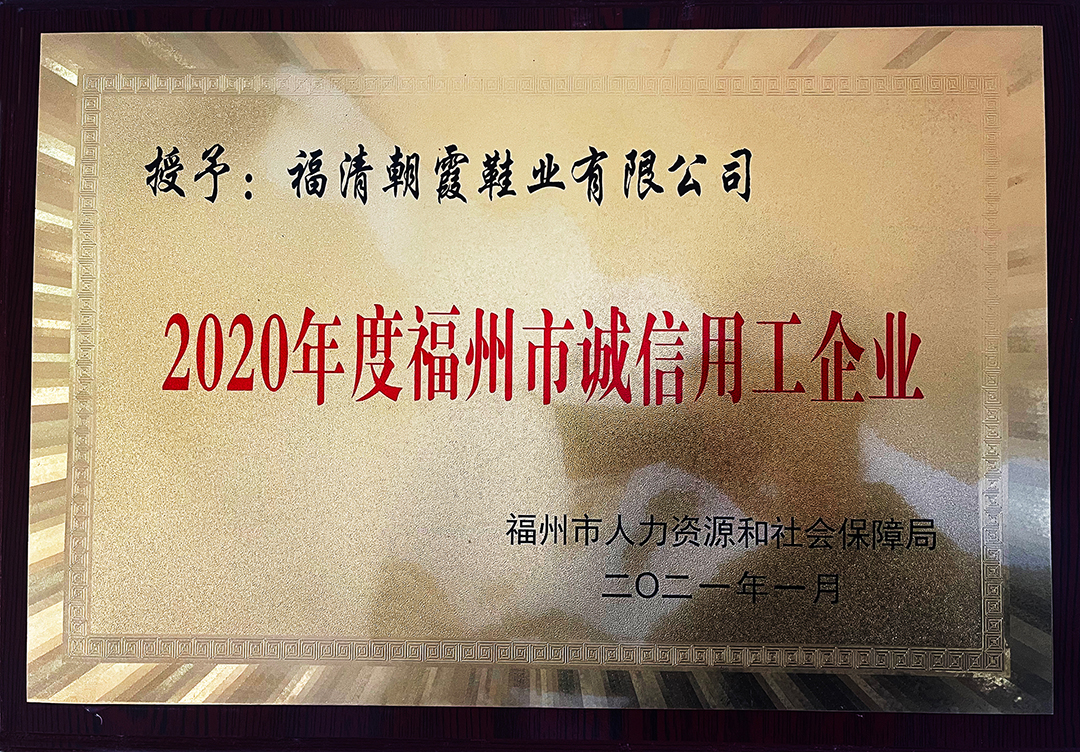 授予：福清朝霞鞋业有限公司
2020年度福州市诚信用工企业
福州市人力资源和社会保障局
二〇二一年一月